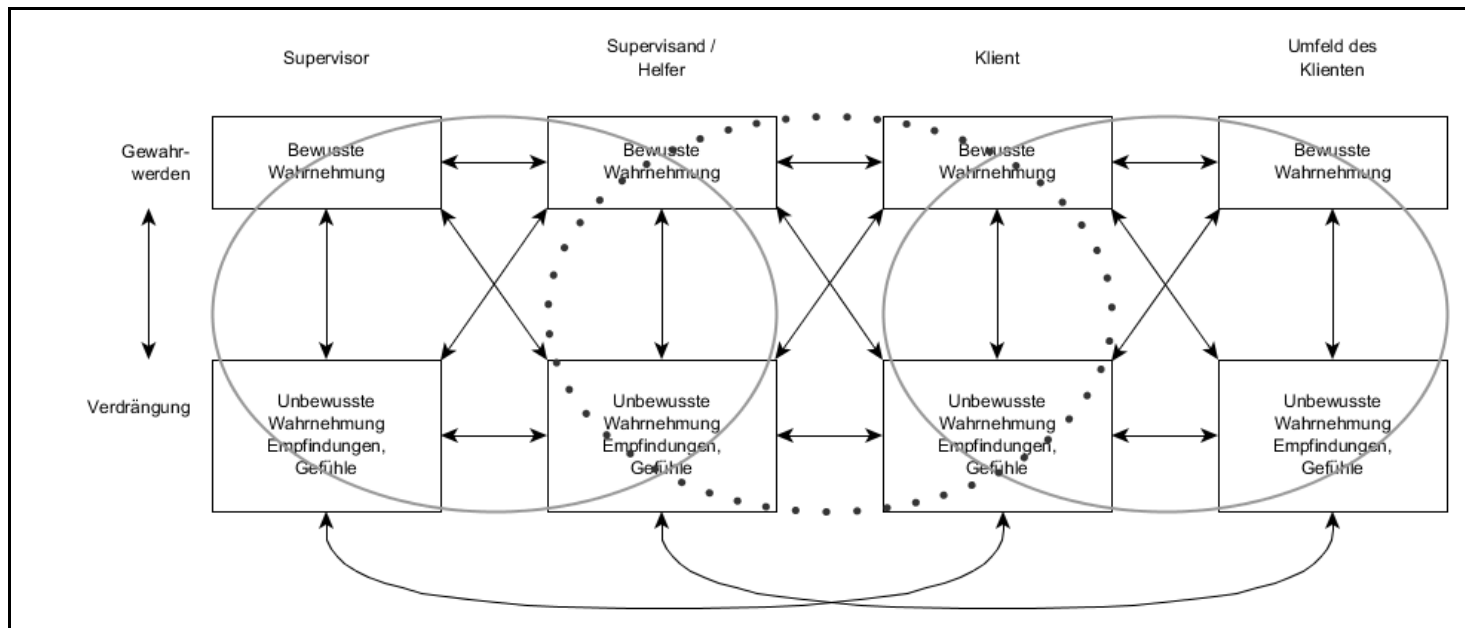 Supervisor
Supervisand /
Helfer
Klient
Umfeld des
Klienten
Gewahr-
werden
Bewusste
Wahrnehmung
Bewusste
Wahrnehmung
Bewusste
Wahrnehmung
Bewusste
Wahrnehmung
Verdrängung
Unbewusste
Wahrnehmung
Empfindungen,
Gefühle
Unbewusste
Wahrnehmung
Empfindungen,
Gefühle
Unbewusste
Wahrnehmung
Empfindungen,
Gefühle
Unbewusste
Wahrnehmung
Empfindungen,
Gefühle